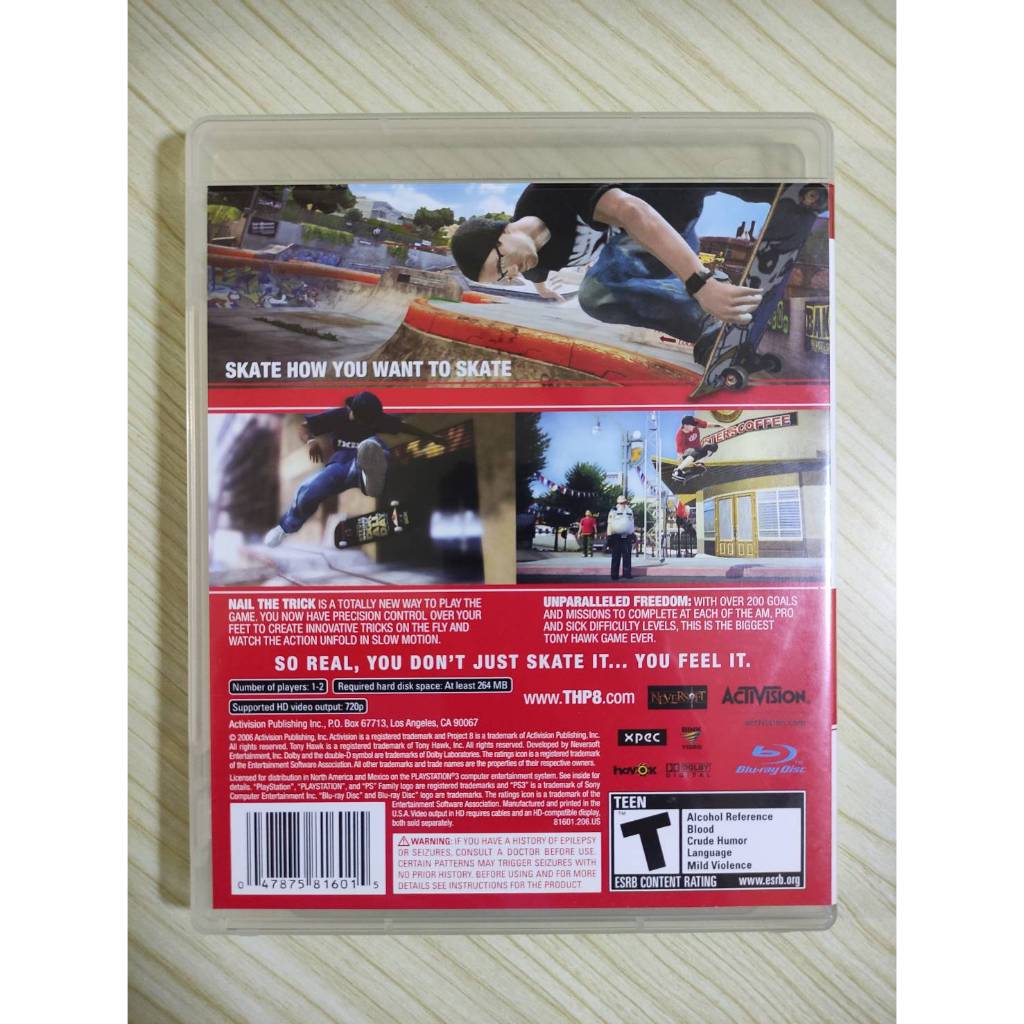 SKATE HOW YOU WANT TO SKATE
NAIL THE TRICK IS A TOTALLY NEW WAY TO PLAY THE
GAME. YOU NOW HAVE PRECISION CONTROL OVER YOUR
FEET TO CREATE INNOVATIVE TRICKS ON THE FLY AND
WATCH THE ACTION UNFOLD IN SLOW MOTION.
UNPARALLELED FREEDOM: WITH OVER 200 GOALS
AND MISSIONS TO COMPLETE AT EACH OF THE AM, PRO
AND SICK DIFFICULTY LEVELS, THIS IS THE BIGGEST
TONY HAWK GAME EVER.
SO REAL, YOU DON'T JUST SKATE IT... YOU FEEL IT.
Number of players: 1-2
Required hard disk space: At least 264 MB
Supported HD video output: 720p
www.THP8.com
NEVERSOFT
ACTIVISION.
activision.com
Activision Publishing Inc., P.O. Box 67713, Los Angeles, CA 90067
© 2006 Activision Publishing, Inc. Activision is a registered trademark and Project 8 is a trademark of Activision Publishing, Inc.
All rights reserved. Tony Hawk is a registered trademark of Tony Hawk, Inc. All rights reserved. Developed by Neversoft
Entertainment, Inc. Dolby and the double-D symbol are trademarks of Dolby Laboratories. The ratings icon is a registered trademark
of the Entertainment Software Association. All other trademarks and trade names are the properties of their respective owners.
Licensed for distribution in North America and Mexico on the PLAYSTATION®3 computer entertainment system. See inside for
details. "PlayStation", "PLAYSTATION", and "PS" Family logo are registered trademarks and "PS3" is a trademark of Sony
Computer Entertainment Inc. "Blu-ray Disc" and Blu-ray Disc" logo are trademarks. The ratings icon is a trademark of the
Entertainment Software Association. Manufactured and printed in the
U.S.A. Video output in HD requires cables and an HD-compatible display,
both sold separately.
81601.206.US
xpec
BINK
VIDEO
havok
DOLBY
DIGITAL
Blu-ray Disc
0 47875 81601 5
WARNING: IF YOU HAVE A HISTORY OF EPILEPSY
OR SEIZURES, CONSULT A DOCTOR BEFORE USE.
CERTAIN PATTERNS MAY TRIGGER SEIZURES WITH
NO PRIOR HISTORY. BEFORE USING AND FOR MORE
DETAILS SEE INSTRUCTIONS FOR THE PRODUCT
TEEN
T
Alcohol Reference
Blood
Crude Humor
Language
Mild Violence
ESRB CONTENT RATING www.esrb.org